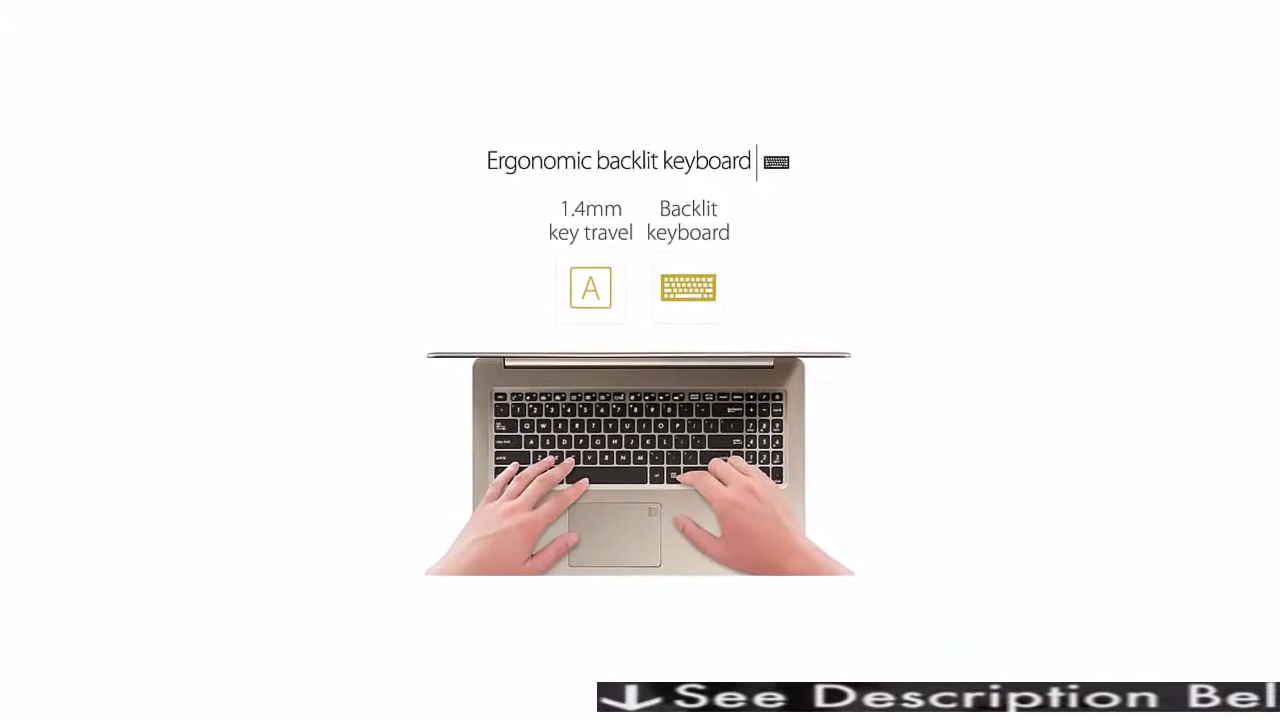 Ergonomic backlit keyboard
1.4mm
key travel
Backlit
keyboard
A
See Description Bel